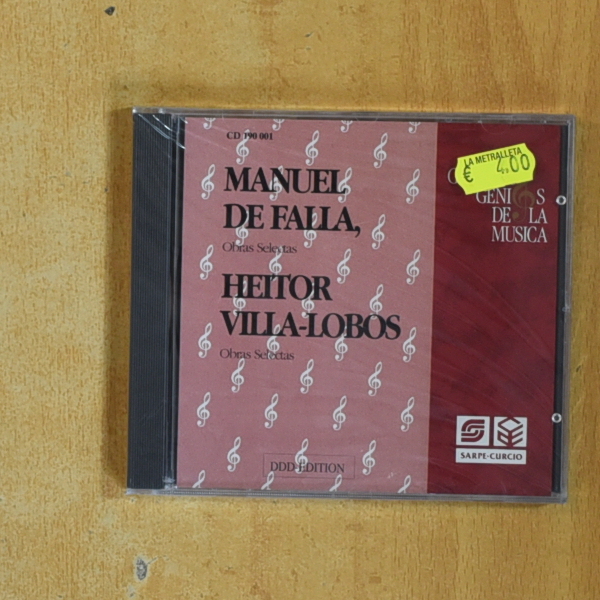 CD 190 001
MANUEL
DE FALLA,
Obras Selectas
HEITOR
VILLA-LOBOS
Obras Selectas
DDD-EDITION
LA METRALLETA
€ 4,00
GENIOS
DE LA
MUSICA
SARPE-CURCIO